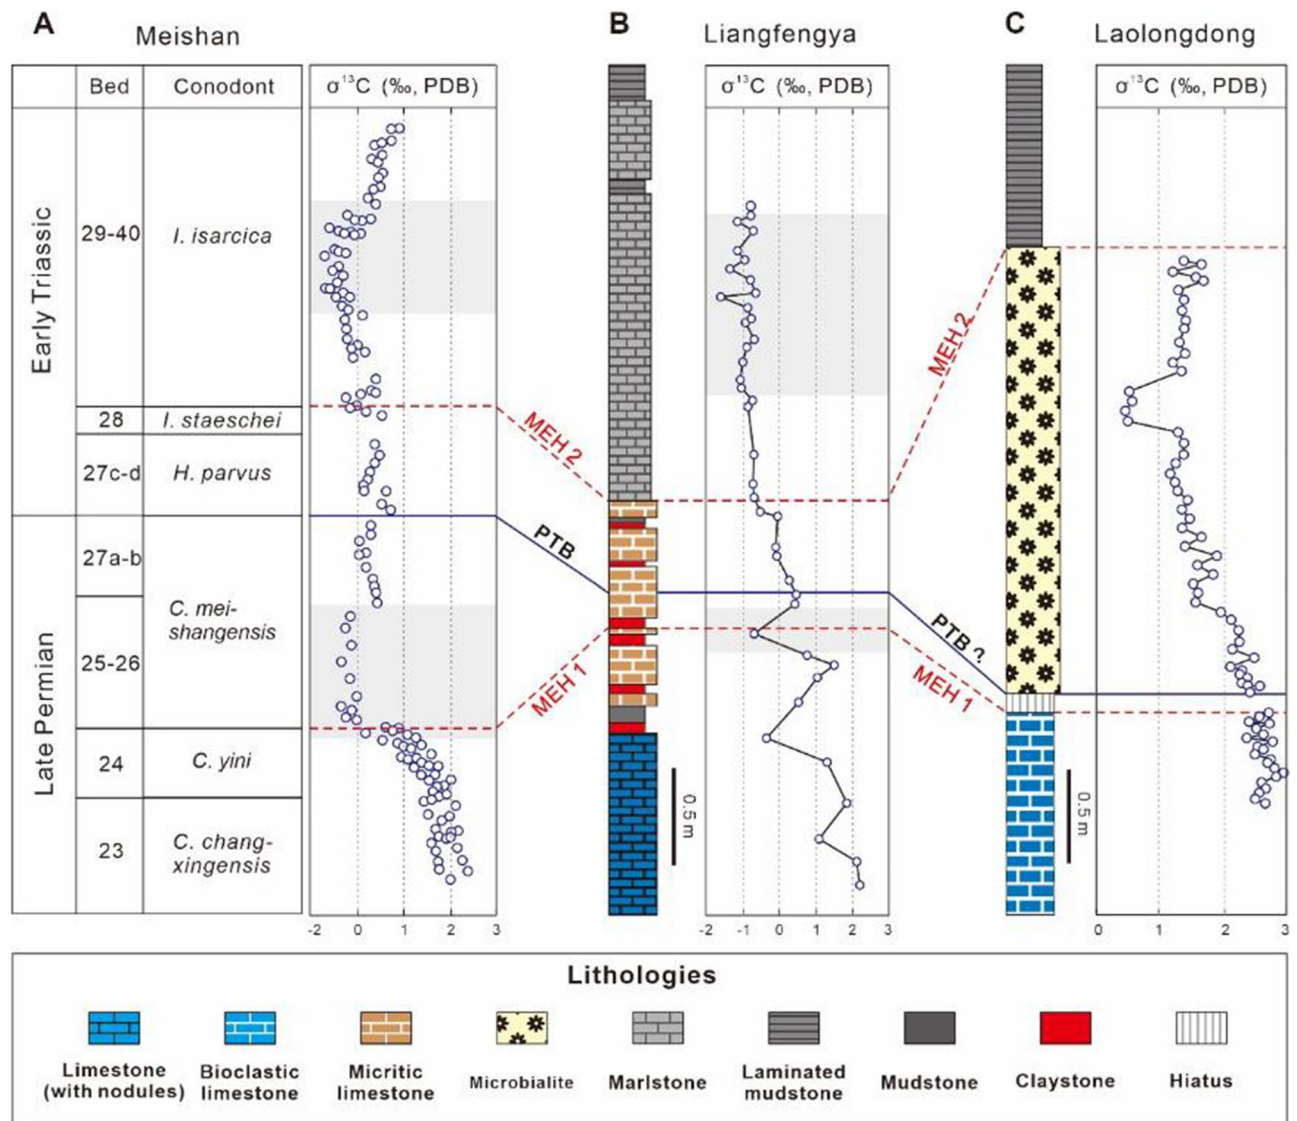 A
Meishan
B
Liangfengya
C
Laolongdong
Bed
Conodont
σ¹³C (‰, PDB)
σ¹³C (‰, PDB)
σ¹³C (‰, PDB)
Early Triassic
29-40
I. isarcica
28
I. staeschei
27c-d
H. parvus
Late Permian
27a-b
C. mei-
shangensis
25-26
24
C. yini
23
C. chang-
xingensis
MEH 2
PTB
MEH 1
MEH 2
PTB ?
MEH 1
0.5 m
0.5 m
-2 0 1 2 3
-2 -1 0 1 2 3
0 1 2 3
Lithologies
Limestone
(with nodules)
Bioclastic
limestone
Micritic
limestone
Microbialite
Marlstone
Laminated
mudstone
Mudstone
Claystone
Hiatus